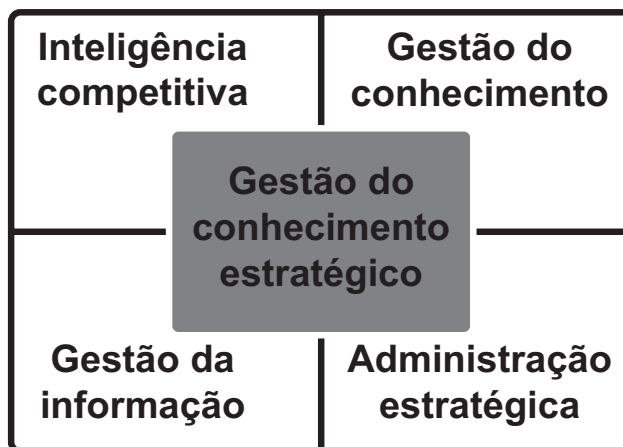 Inteligência
competitiva
Gestão do
conhecimento
Gestão do
conhecimento
estratégico
Gestão da
informação
Administração
estratégica